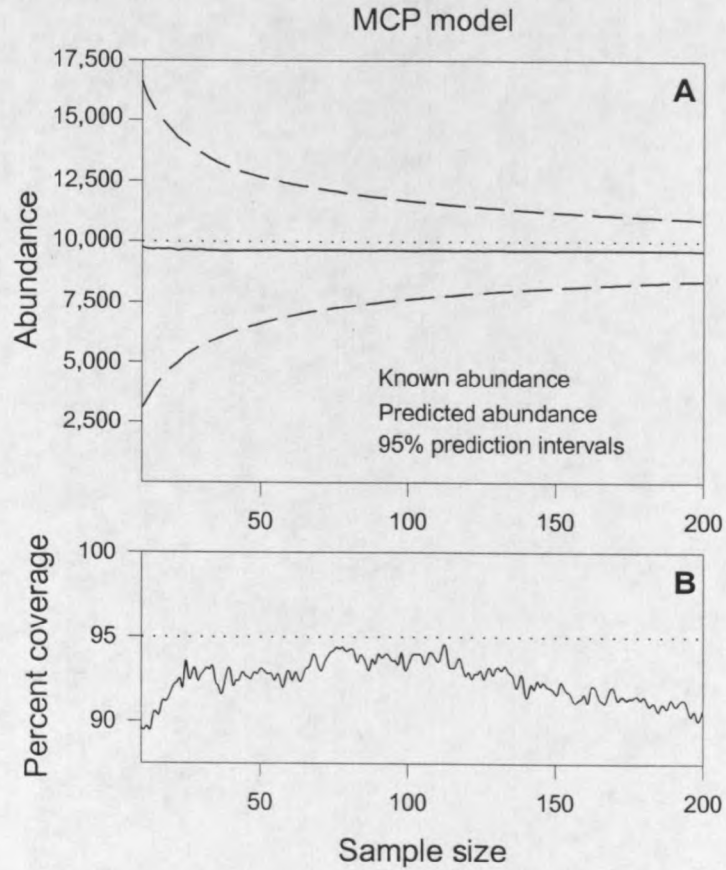 MCP model
17,500
A
15,000
12,500
Abundance
10,000
7,500
5,000
2,500
Known abundance
Predicted abundance
95% prediction intervals
50
100
150
200
100
B
95
Percent coverage
90
50
100
150
200
Sample size